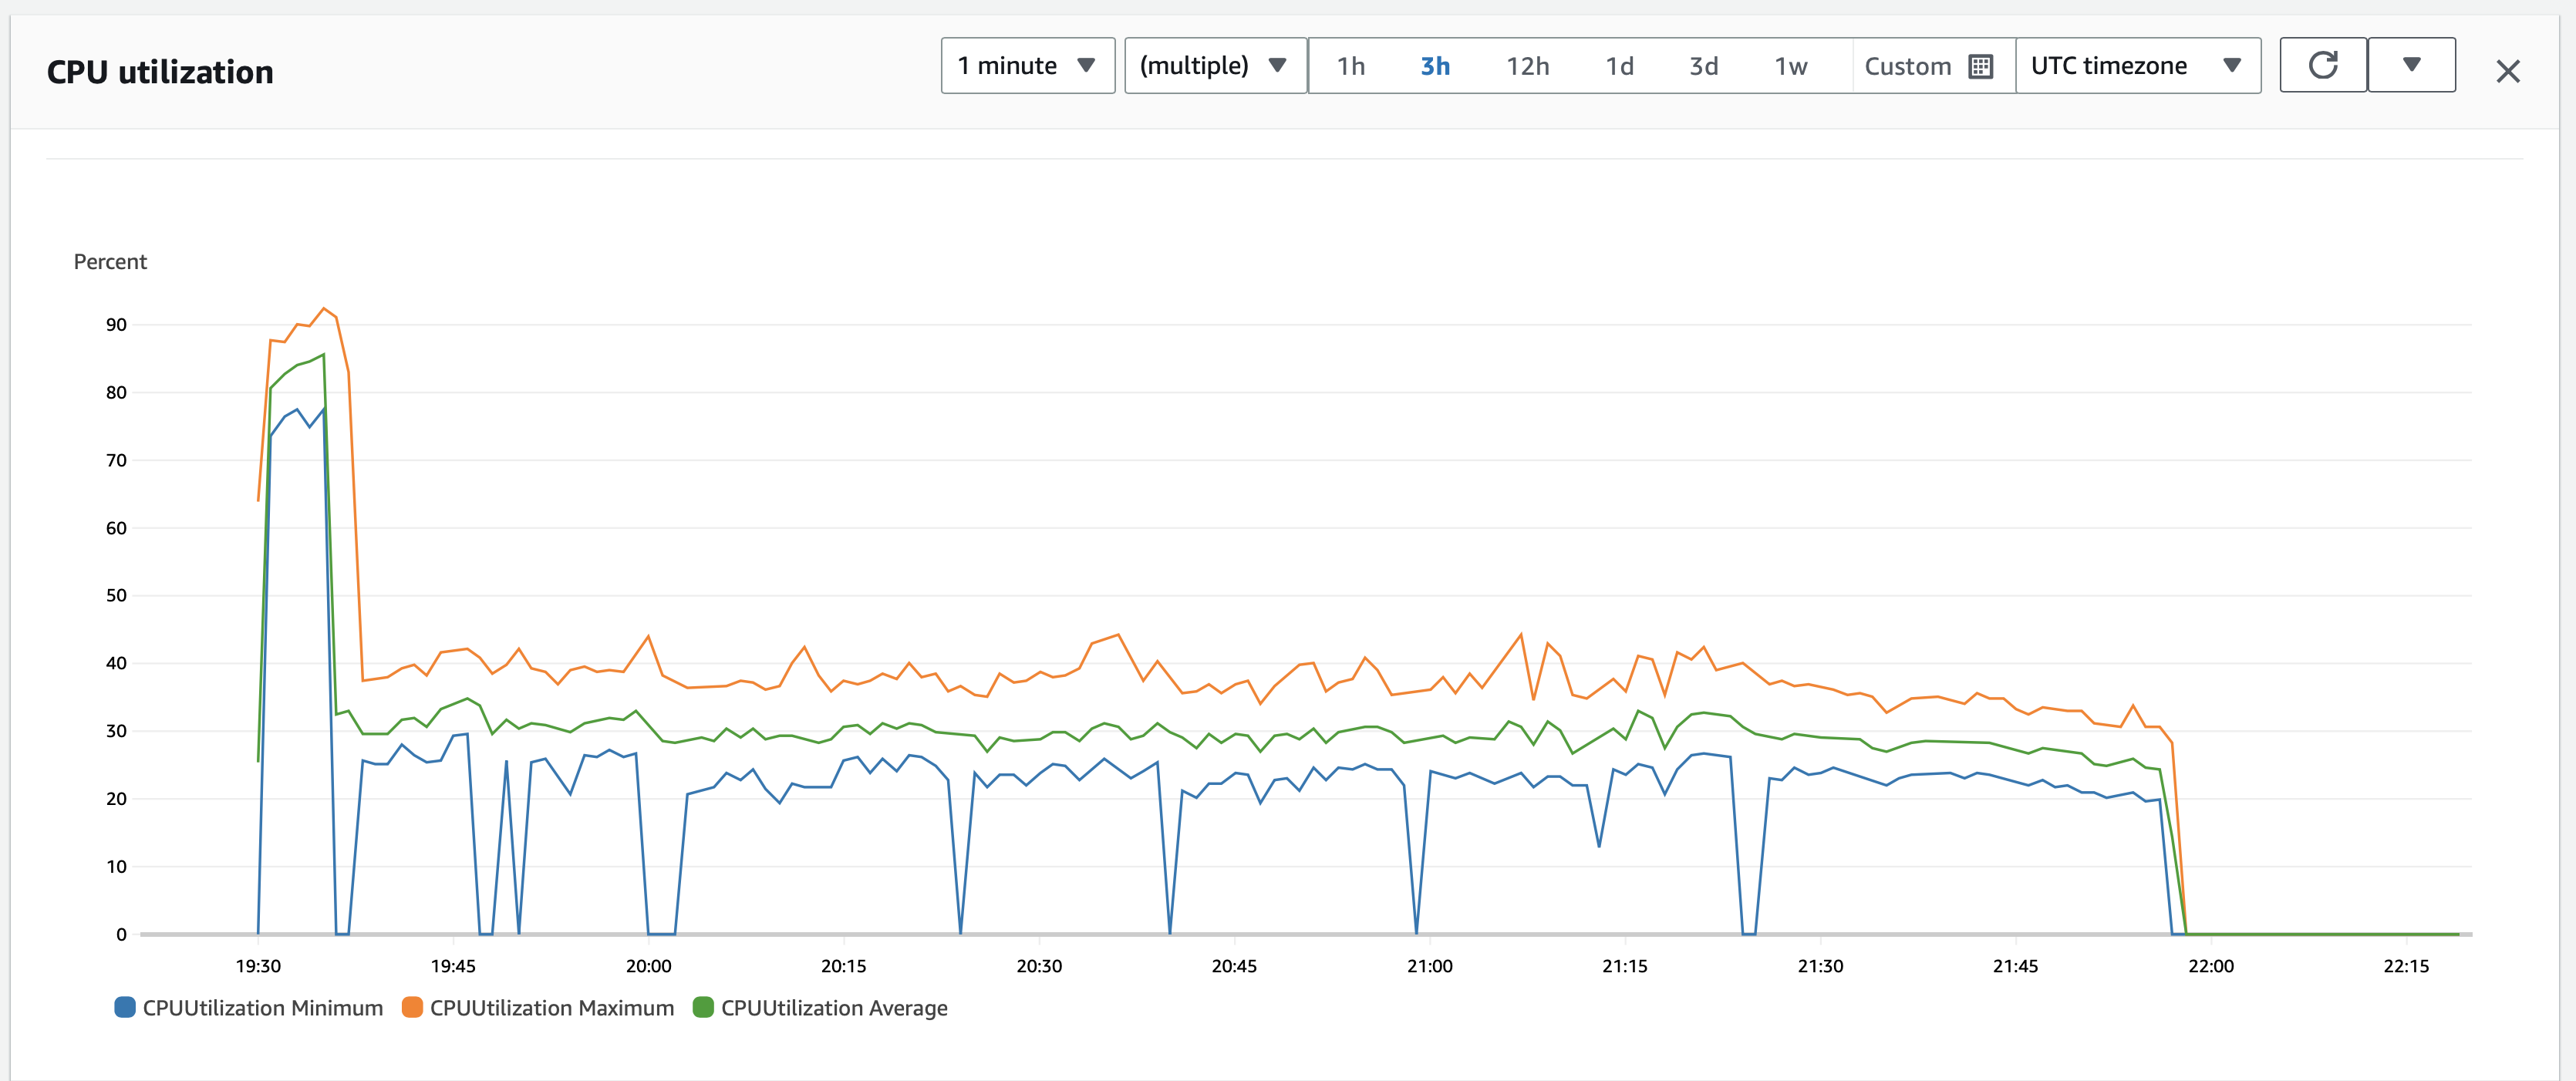 CPU utilization
1 minute
(multiple)
1h
3h
12h
1d
3d
1w
Custom
UTC timezone
Percent
90
80
70
60
50
40
30
20
10
0
19:30
19:45
20:00
20:15
20:30
20:45
21:00
21:15
21:30
21:45
22:00
22:15
CPUUtilization Minimum
CPUUtilization Maximum
CPUUtilization Average